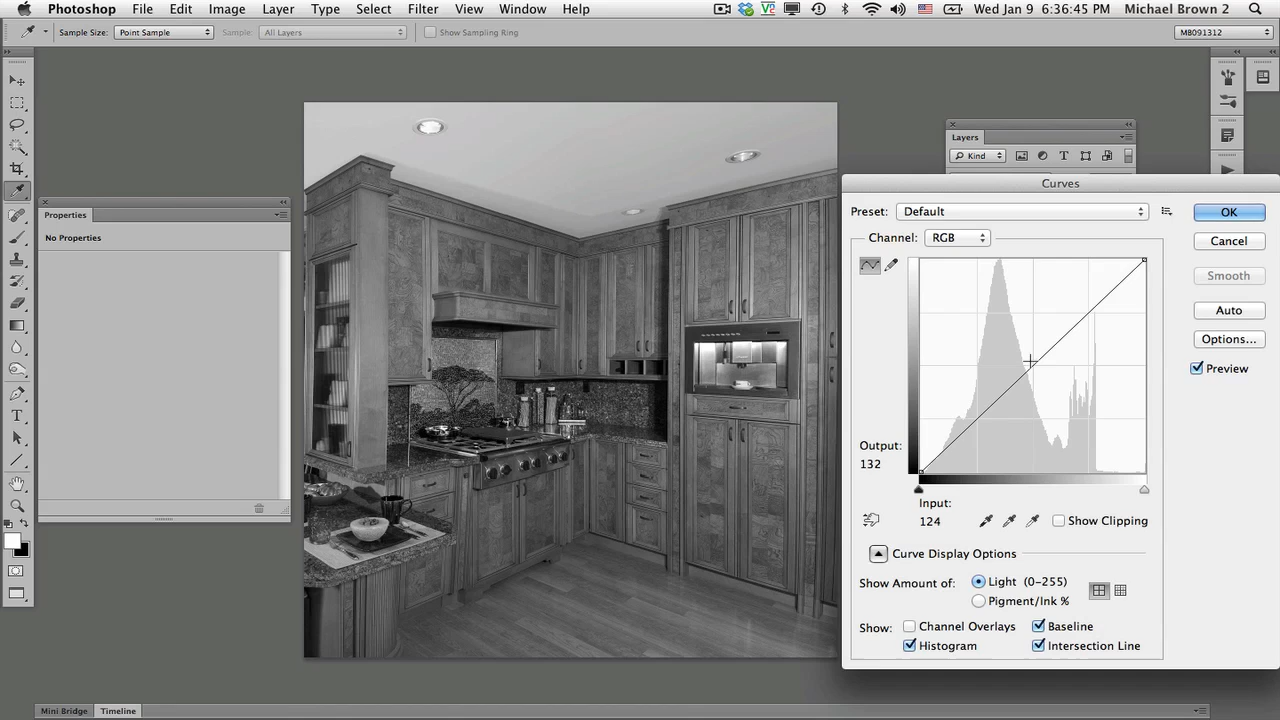 Photoshop File Edit Image Layer Type Select Filter View Window Help Wed Jan 9 6:36:45 PM Michael Brown 2
Sample Size: Point Sample Sample: All Layers Show Sampling Ring M8091312
Layers
Kind
Properties
No Properties
Curves
Preset: Default
Channel: RGB
OK
Cancel
Smooth
Auto
Options...
Preview
Output:
132
Input:
124
Show Clipping
Curve Display Options
Show Amount of: Light (0-255)
Pigment/Ink %
Show: Channel Overlays Baseline
Histogram Intersection Line
Mini Bridge Timeline